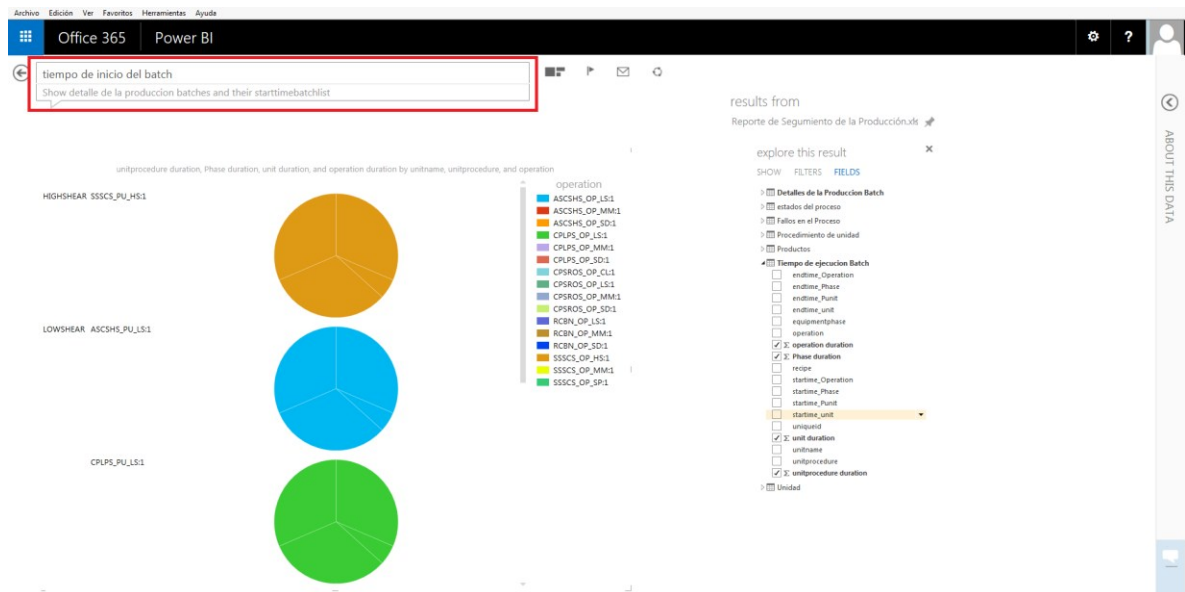 Archivo Edición Ver Favoritos Herramientas Ayuda
Office 365 Power BI ?
tiempo de inicio del batch
Show detalle de la produccion batches and their starttimebatchlist
results from
Reporte de Seguimiento de la Producción.xls
explore this result
SHOW FILTERS FIELDS
Detalles de la Produccion Batch
estados del proceso
Fallos en el Proceso
Procedimiento de unidad
Productos
Tiempo de ejecucion Batch
endtime_Operation
endtime_Phase
endtime_Punit
endtime_unit
equipmentphase
operation
Σ operation duration
Σ Phase duration
recipe
startime_Operation
startime_Phase
startime_Punit
startime_unit
uniqueid
Σ unit duration
unitname
unitprocedure
Σ unitprocedure duration
Unidad
ABOUT THIS DATA
unitprocedure duration, Phase duration, unit duration, and operation duration by unitname, unitprocedure, and operation
HIGHSHEAR SSSCS_PU_HS:1
LOWSHEAR ASCSHS_PU_LS:1
CPLPS_PU_LS:1
operation
ASCSHS_OP_LS:1
ASCSHS_OP_MM:1
ASCSHS_OP_SD:1
CPLPS_OP_LS:1
CPLPS_OP_MM:1
CPLPS_OP_SD:1
CPSROS_OP_CL:1
CPSROS_OP_LS:1
CPSROS_OP_MM:1
CPSROS_OP_SD:1
RCBN_OP_LS:1
RCBN_OP_MM:1
RCBN_OP_SD:1
SSSCS_OP_HS:1
SSSCS_OP_MM:1
SSSCS_OP_SP:1